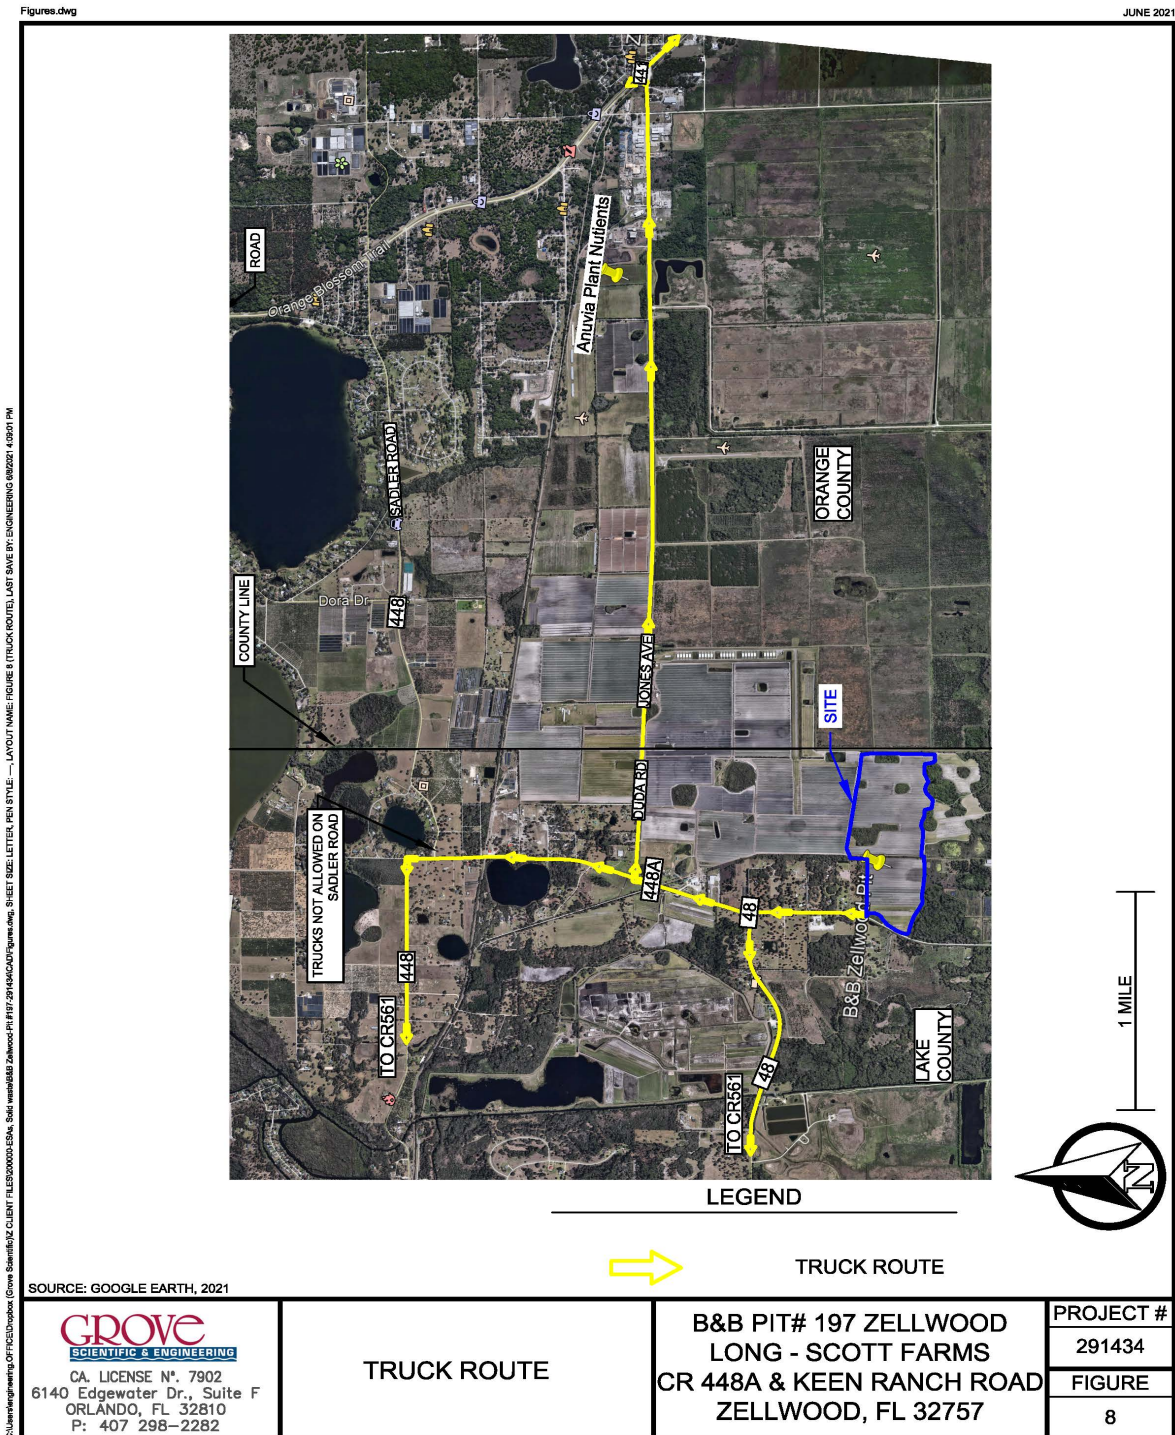 Figures.dwg
JUNE 2021
441
ROAD
Orange Blossom Trail
Anuvia Plant Nutients
SADLER ROAD
ORANGE
COUNTY
COUNTY LINE
Dora Dr
448
JONES AVE
SITE
DUDA RD
TRUCKS NOT ALLOWED ON
SADLER ROAD
448A
48
B&B Zellwood Pit
448
TO CR561
LAKE
COUNTY
48
TO CR561
1 MILE
N
LEGEND
TRUCK ROUTE
SOURCE: GOOGLE EARTH, 2021
GROVE
SCIENTIFIC & ENGINEERING
CA. LICENSE Nº. 7902
6140 Edgewater Dr., Suite F
ORLANDO, FL 32810
P: 407 298-2282
TRUCK ROUTE
B&B PIT# 197 ZELLWOOD
LONG - SCOTT FARMS
CR 448A & KEEN RANCH ROAD
ZELLWOOD, FL 32757
PROJECT #
291434
FIGURE
8